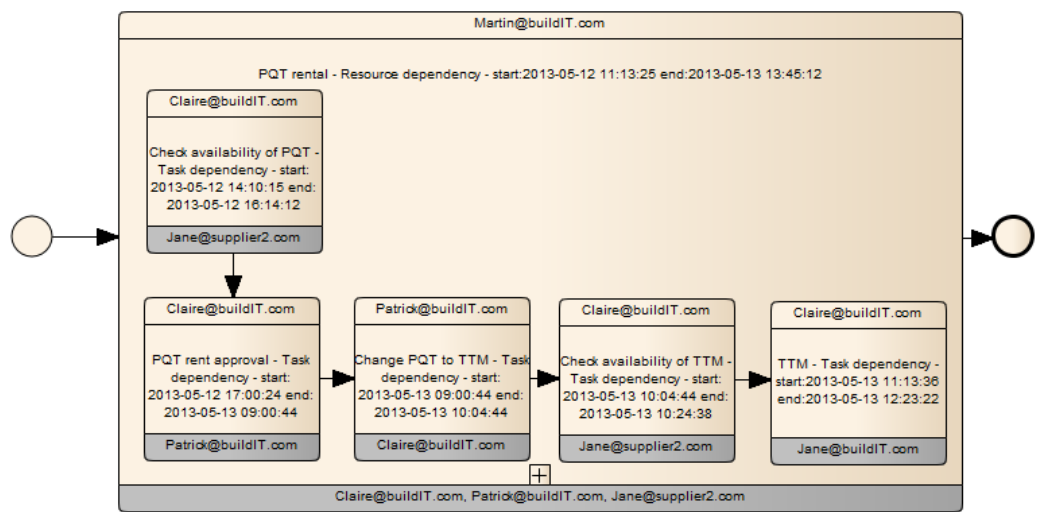 Martin@buildIT.com
PQT rental - Resource dependency - start:2013-05-12 11:13:25 end:2013-05-13 13:45:12
Claire@buildIT.com
Check availability of PQT -
Task dependency - start:
2013-05-12 14:10:15 end:
2013-05-12 16:14:12
Jane@supplier2.com
Claire@buildIT.com
PQT rent approval - Task
dependency - start:
2013-05-12 17:00:24 end:
2013-05-13 09:00:44
Patrick@buildIT.com
Patrick@buildIT.com
Change PQT to TTM - Task
dependency - start:
2013-05-13 09:00:44 end:
2013-05-13 10:04:44
Claire@buildIT.com
Claire@buildIT.com
Check availability of TTM -
Task dependency - start:
2013-05-13 10:04:44 end:
2013-05-13 10:24:38
Jane@supplier2.com
Claire@buildIT.com
TTM - Task dependency -
start:2013-05-13 11:13:36
end:2013-05-13 12:23:22
Jane@buildIT.com
Claire@buildIT.com, Patrick@buildIT.com, Jane@supplier2.com